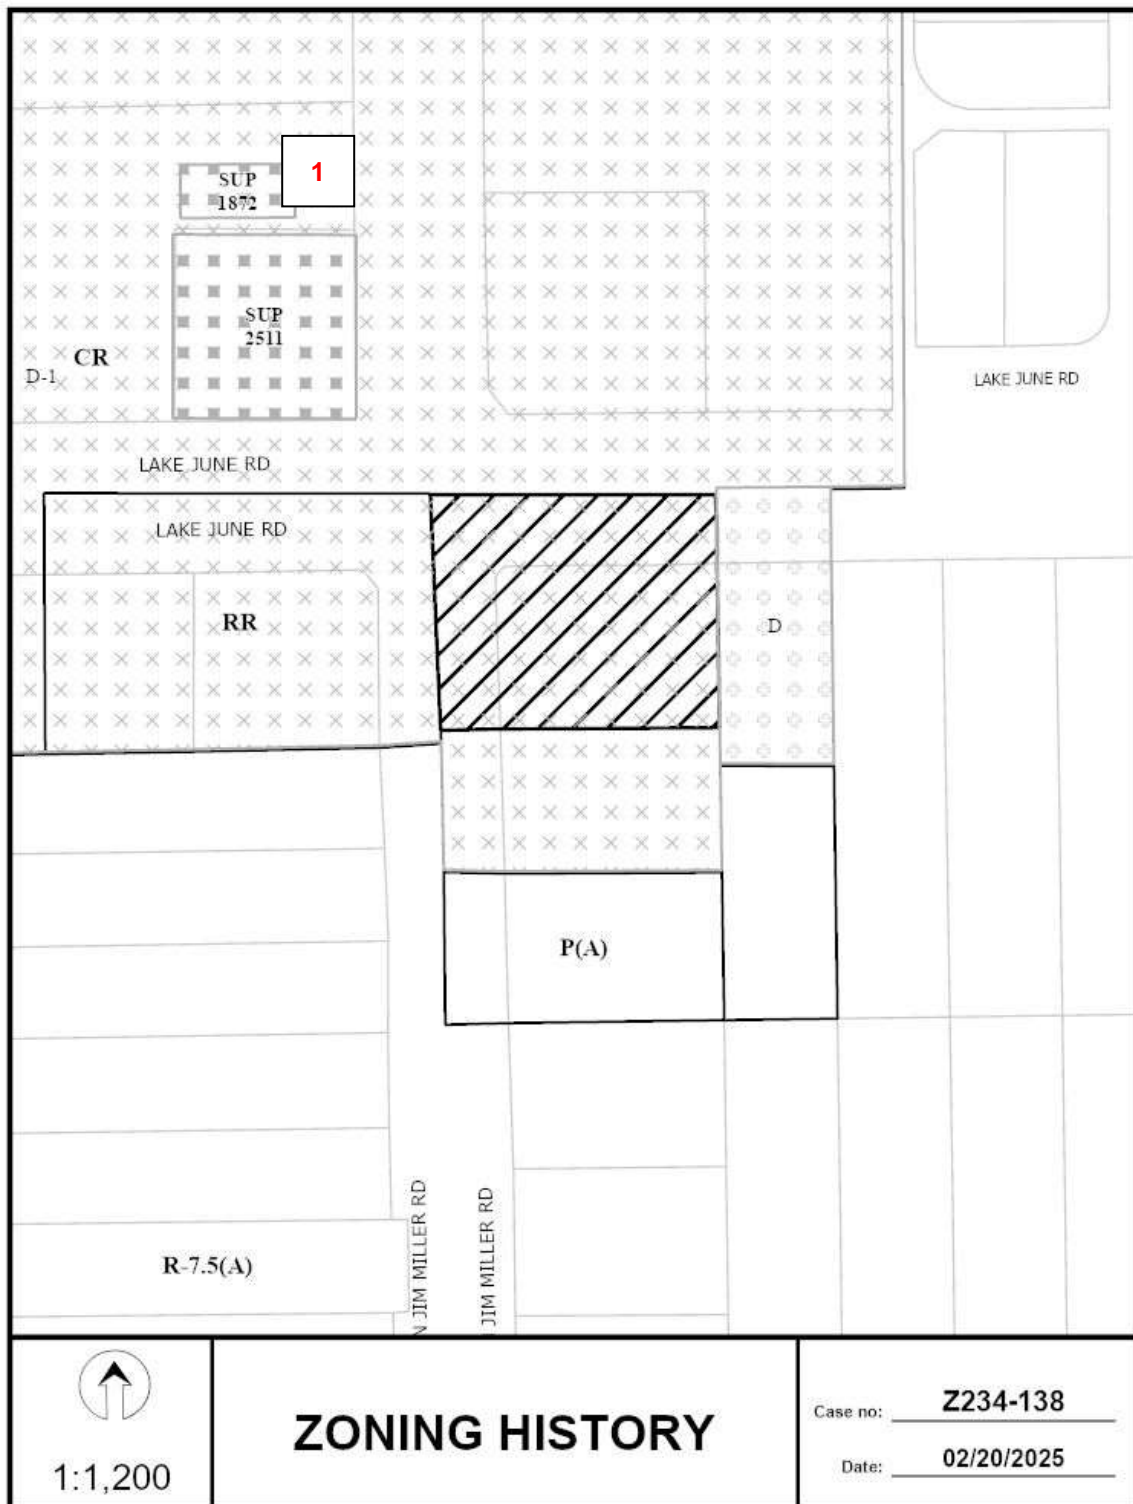 1
SUP
1872
SUP
2511
CR
D-1
LAKE JUNE RD
LAKE JUNE RD
LAKE JUNE RD
RR
D
P(A)
N JIM MILLER RD
N JIM MILLER RD
R-7.5(A)
1:1,200
ZONING HISTORY
Case no: Z234-138
Date: 02/20/2025